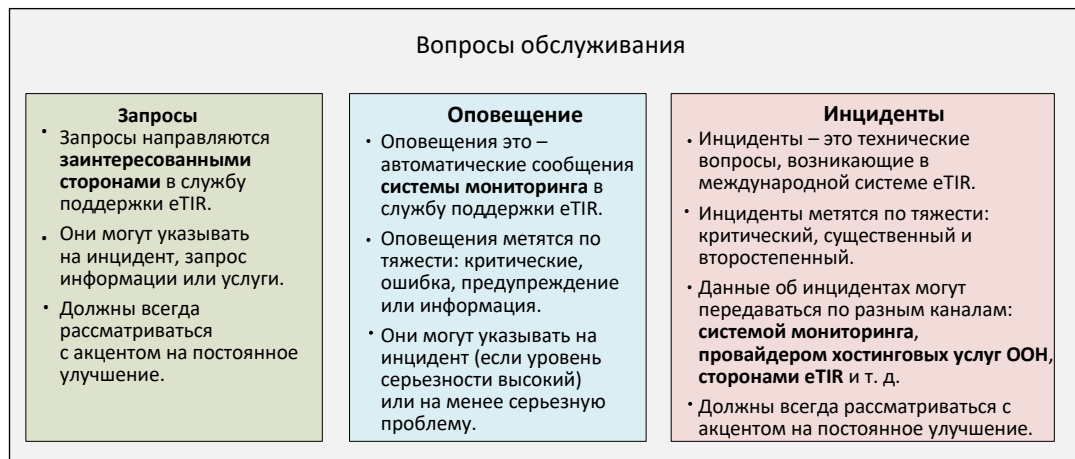 Вопросы обслуживания
Запросы
• Запросы направляются
заинтересованными
сторонами в службу
поддержки eTIR.
• Они могут указывать
на инцидент, запрос
информации или услуги.
• Должны всегда
рассматриваться
с акцентом на постоянное
улучшение.
Оповещение
• Оповещения это –
автоматические сообщения
системы мониторинга в
службу поддержки eTIR.
• Оповещения метятся по
тяжести: критические,
ошибка, предупреждение
или информация.
• Они могут указывать на
инцидент (если уровень
серьезности высокий)
или на менее серьезную
проблему.
Инциденты
• Инциденты – это технические
вопросы, возникающие в
международной системе eTIR.
• Инциденты метятся по тяжести:
критический, существенный и
второстепенный.
• Данные об инцидентах могут
передаваться по разным каналам:
системой мониторинга,
провайдером хостинговых услуг ООН,
сторонами eTIR и т. д.
• Должны всегда рассматриваться с
акцентом на постоянное улучшение.